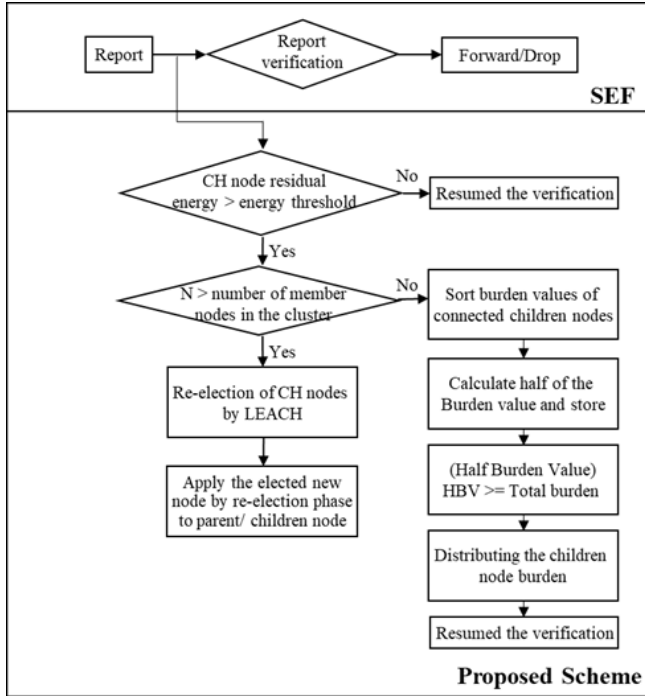 Report
Report
verification
Forward/Drop
SEF
CH node residual
energy > energy threshold
No
Resumed the verification
Yes
N > number of member
nodes in the cluster
No
Sort burden values of
connected children nodes
Yes
Re-election of CH nodes
by LEACH
Calculate half of the
Burden value and store
Apply the elected new
node by re-election phase
to parent/ children node
(Half Burden Value)
HBV >= Total burden
Distributing the children
node burden
Resumed the verification
Proposed Scheme